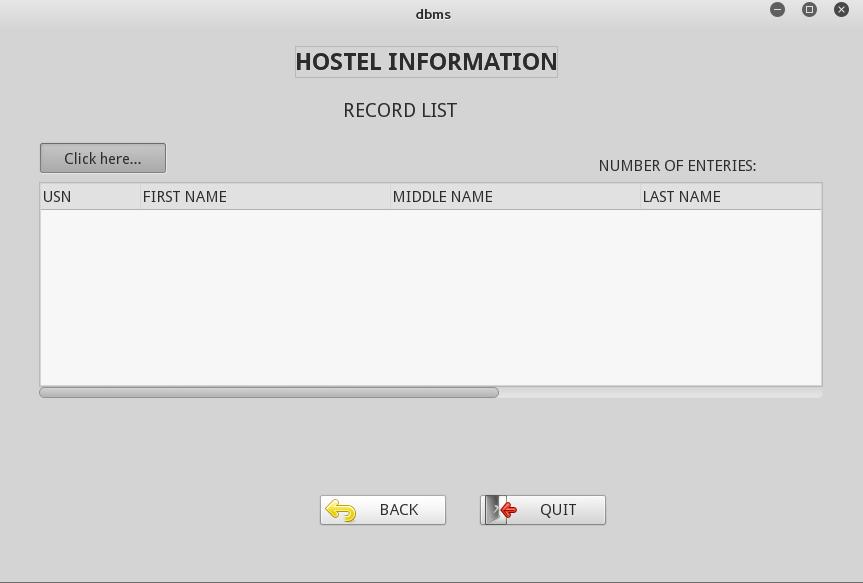 dbms
HOSTEL INFORMATION
RECORD LIST
Click here...
NUMBER OF ENTERIES:
USN FIRST NAME MIDDLE NAME LAST NAME
BACK QUIT